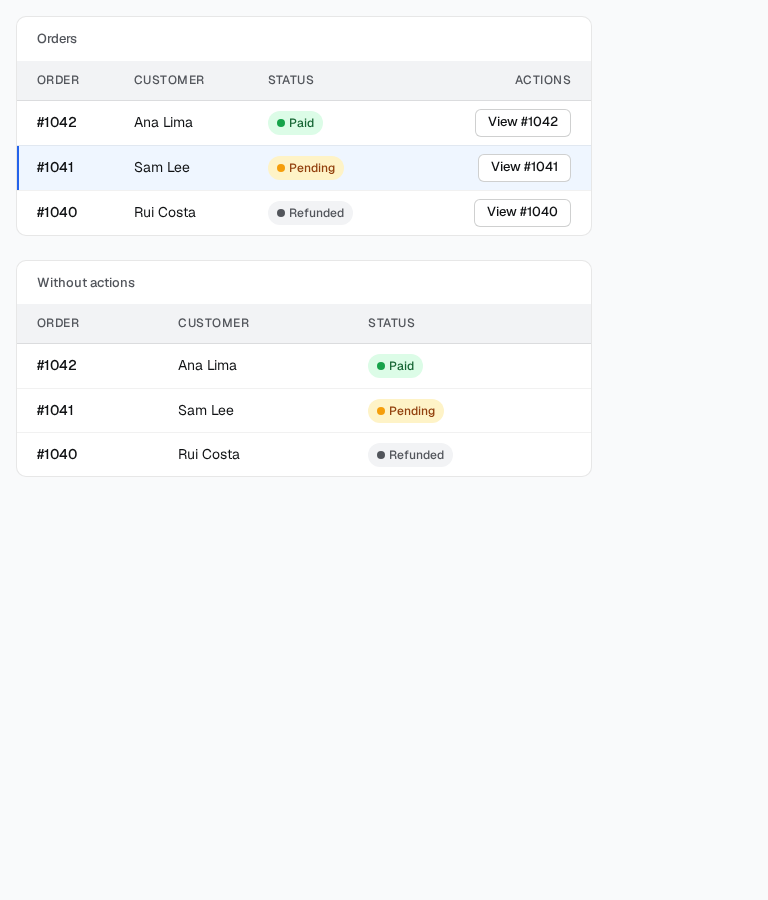 Orders
ORDER CUSTOMER STATUS ACTIONS
#1042 Ana Lima Paid View #1042
#1041 Sam Lee Pending View #1041
#1040 Rui Costa Refunded View #1040
Without actions
ORDER CUSTOMER STATUS
#1042 Ana Lima Paid
#1041 Sam Lee Pending
#1040 Rui Costa Refunded